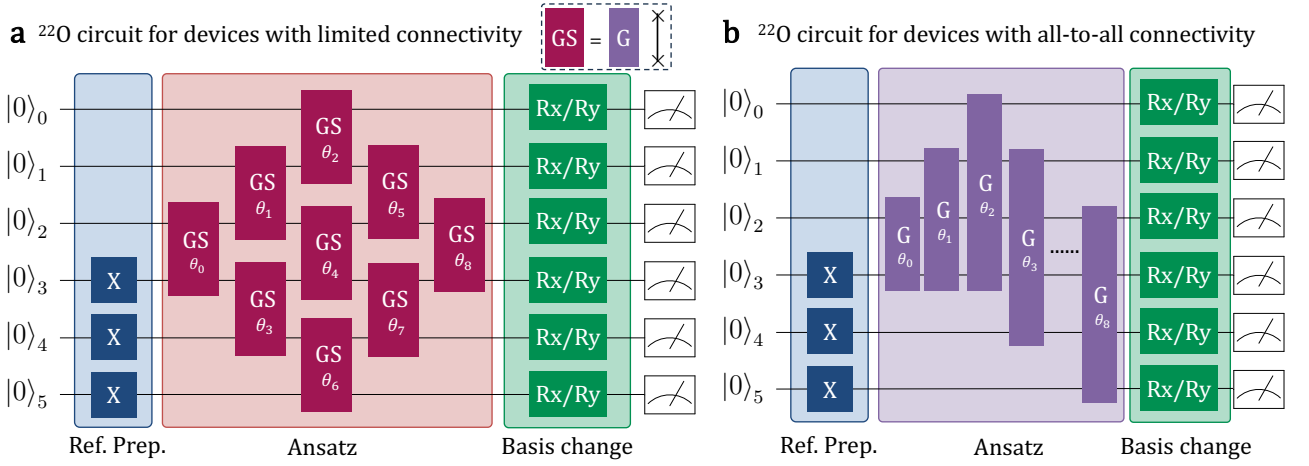 a ²²O circuit for devices with limited connectivity
GS = G
|0⟩₀
|0⟩₁
|0⟩₂
|0⟩₃
|0⟩₄
|0⟩₅
X
X
X
GS θ₀
GS θ₁
GS θ₂
GS θ₃
GS θ₄
GS θ₅
GS θ₆
GS θ₇
GS θ₈
Rx/Ry
Rx/Ry
Rx/Ry
Rx/Ry
Rx/Ry
Rx/Ry
Ref. Prep.
Ansatz
Basis change
b ²²O circuit for devices with all-to-all connectivity
|0⟩₀
|0⟩₁
|0⟩₂
|0⟩₃
|0⟩₄
|0⟩₅
X
X
X
G θ₀
G θ₁
G θ₂
G θ₃
......
G θ₈
Rx/Ry
Rx/Ry
Rx/Ry
Rx/Ry
Rx/Ry
Rx/Ry
Ref. Prep.
Ansatz
Basis change